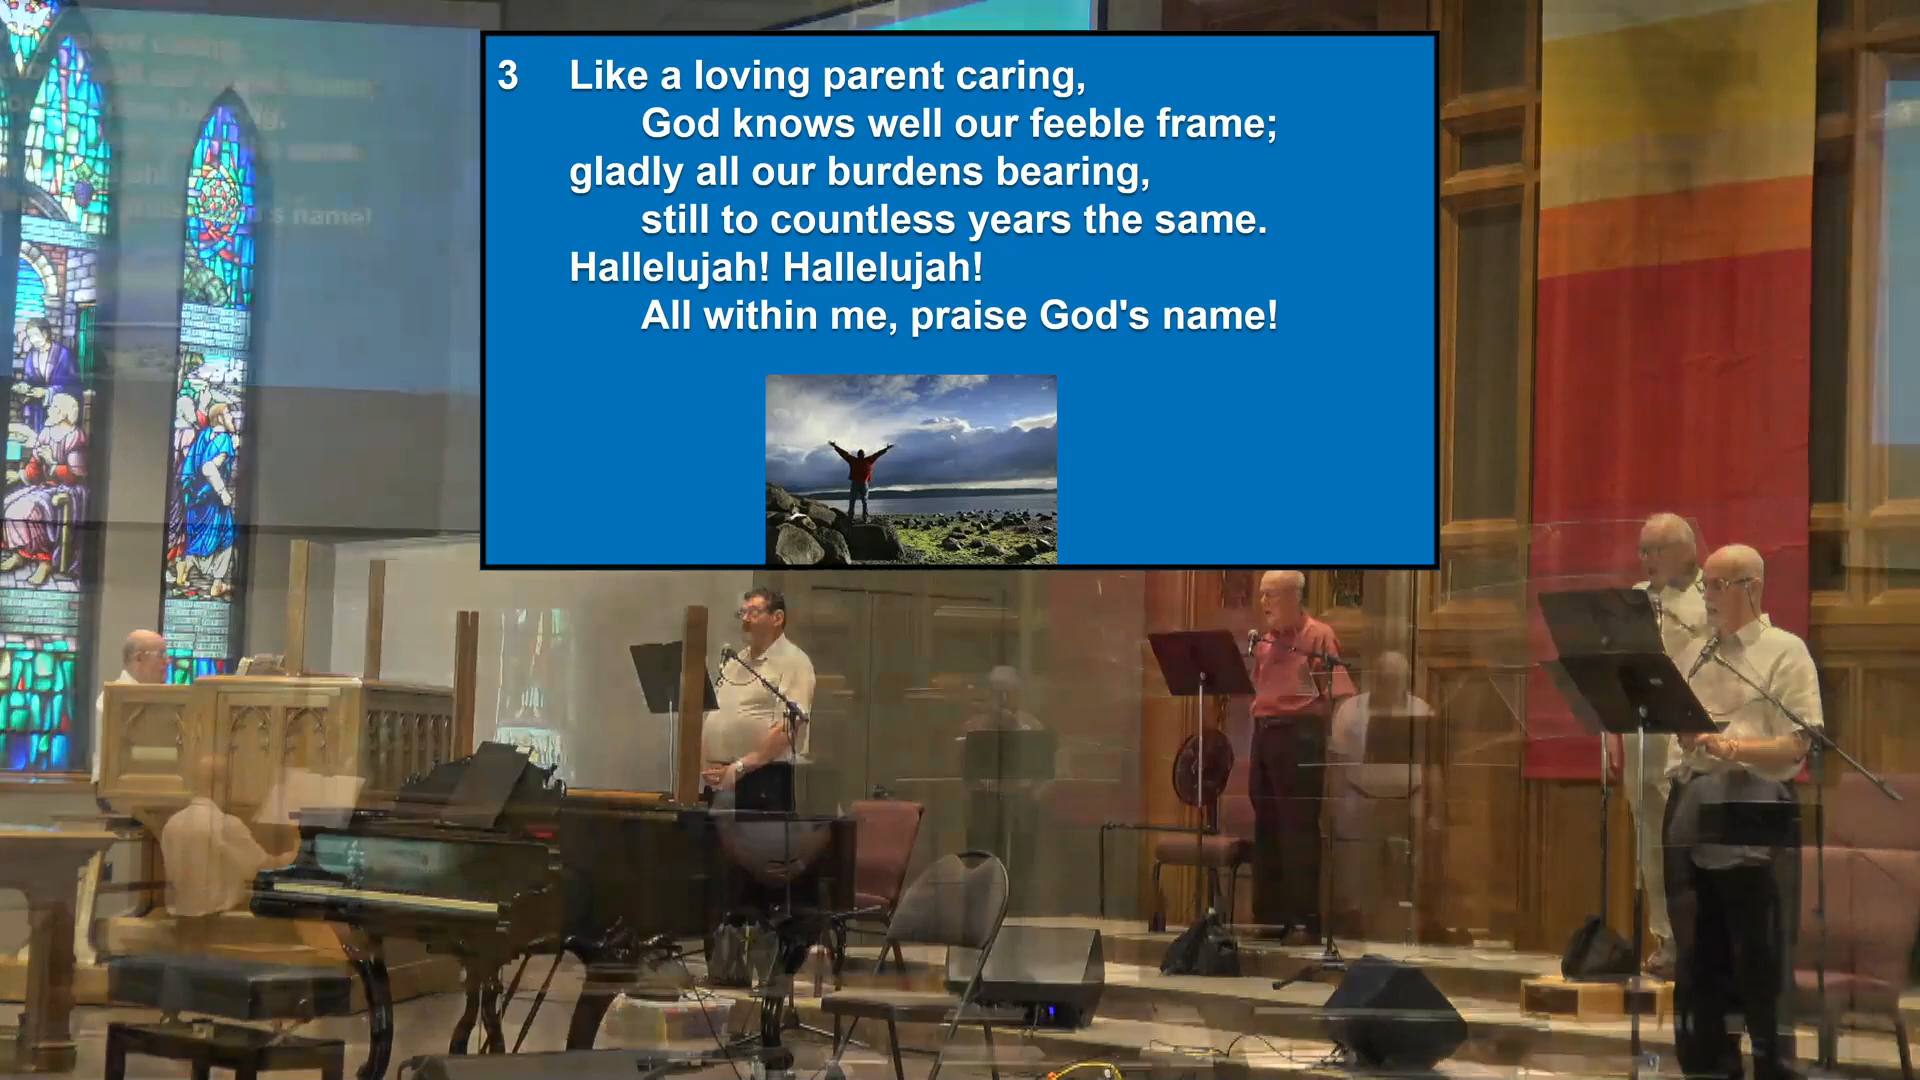 3 Like a loving parent caring,
God knows well our feeble frame;
gladly all our burdens bearing,
still to countless years the same.
Hallelujah! Hallelujah!
All within me, praise God's name!
name!